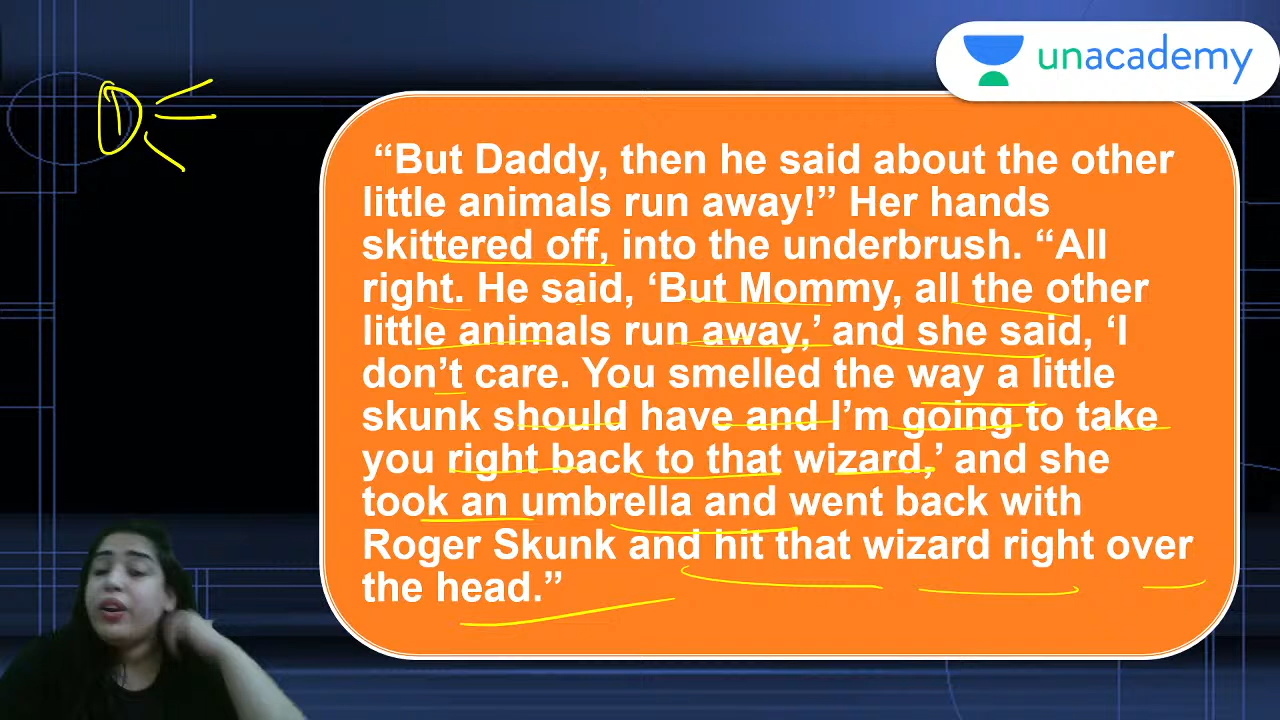 unacademy
“But Daddy, then he said about the other
little animals run away!” Her hands
skittered off, into the underbrush. “All
right. He said, ‘But Mommy, all the other
little animals run away,’ and she said, ‘I
don’t care. You smelled the way a little
skunk should have and I’m going to take
you right back to that wizard,’ and she
took an umbrella and went back with
Roger Skunk and hit that wizard right over
the head.”